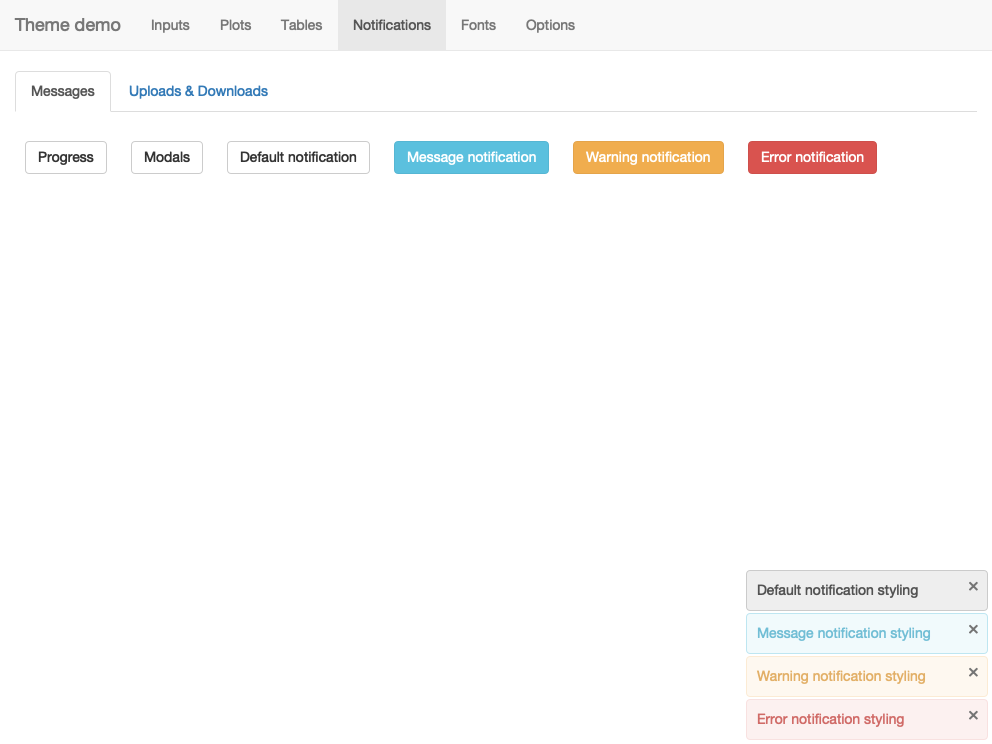 Theme demo Inputs Plots Tables Notifications Fonts Options
Messages Uploads & Downloads
Progress Modals Default notification Message notification Warning notification Error notification
Default notification styling ×
Message notification styling ×
Warning notification styling ×
Error notification styling ×